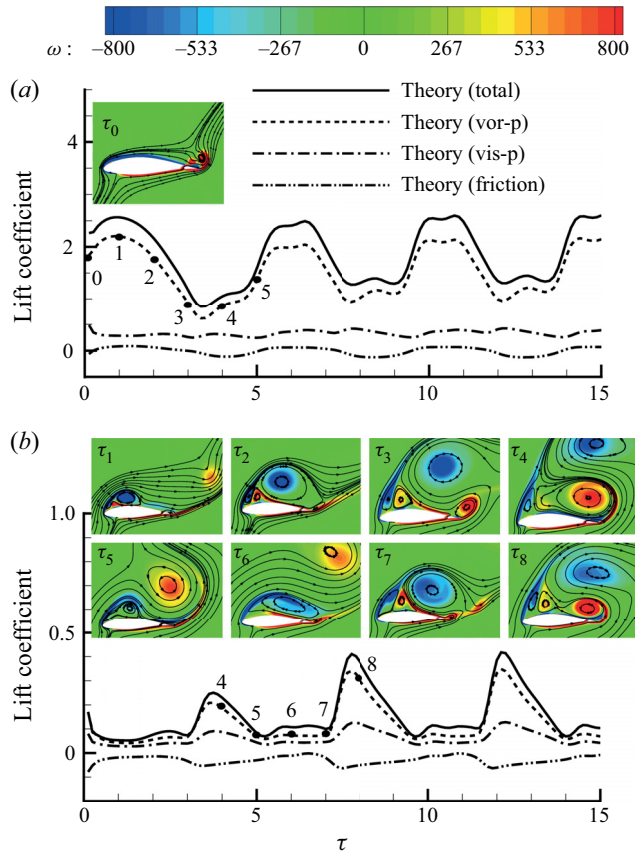 ω : −800 −533 −267 0 267 533 800
(a)
Theory (total)
Theory (vor-p)
Theory (vis-p)
Theory (friction)
τ0
Lift coefficient
4
2
0
0
1
2
3
4
5
0 5 10 15
(b)
τ1 τ2 τ3 τ4
τ5 τ6 τ7 τ8
Lift coefficient
1.0
0.5
0
4
5
6
7
8
0 5 10 15
τ